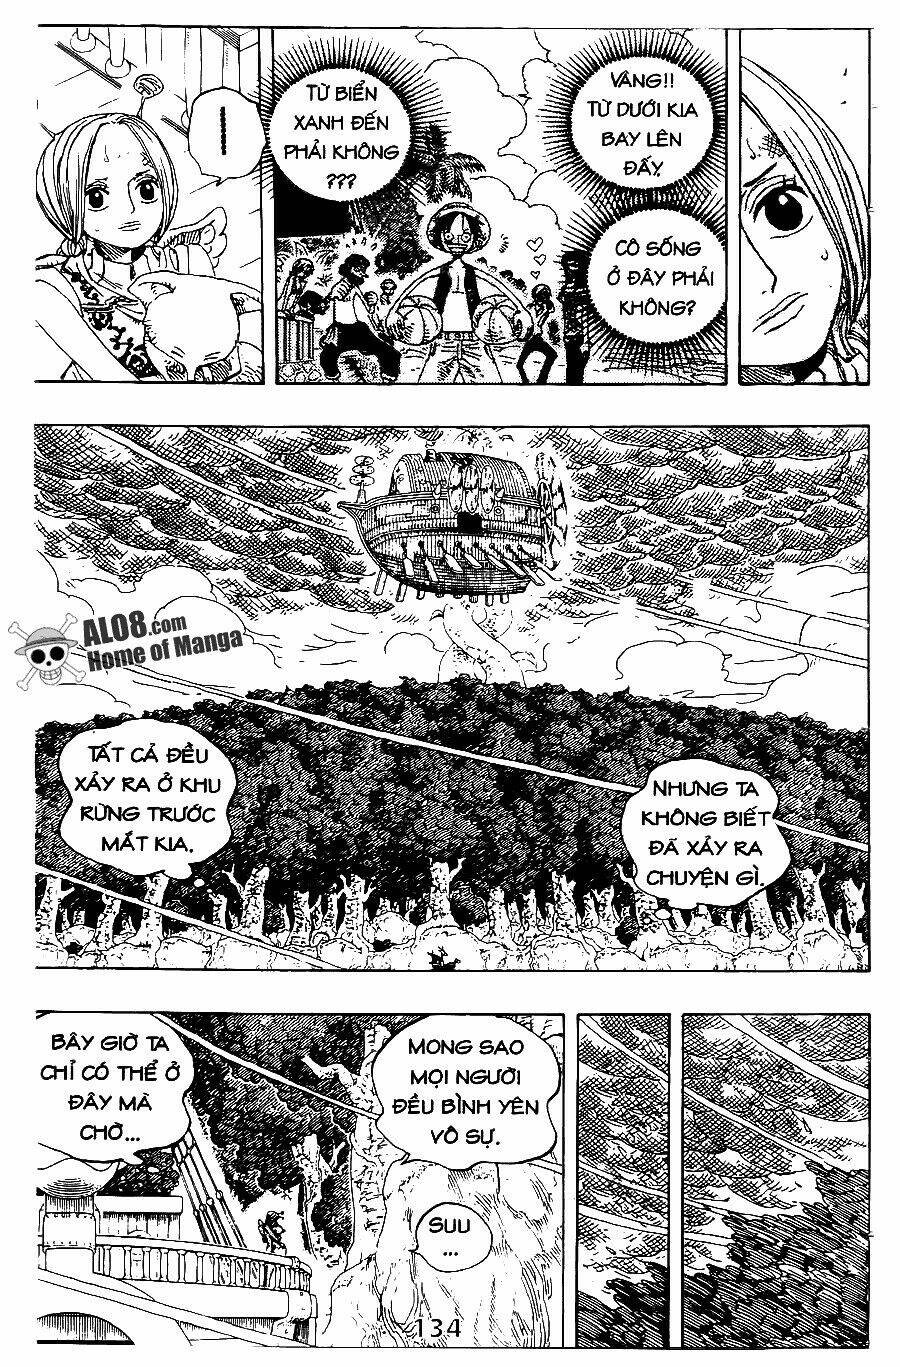 TỪ BIỂN
XANH ĐẾN
PHẢI KHÔNG
???
VÂNG!!
TỪ DƯỚI KIA
BAY LÊN
ĐẤY.
CÔ SỐNG
Ở ĐÂY PHẢI
KHÔNG?
AL08.com
Home of Manga
TẤT CẢ ĐỀU
XẢY RA Ở KHU
RỪNG TRƯỚC
MẮT KIA.
NHƯNG TA
KHÔNG BIẾT
ĐÃ XẢY RA
CHUYỆN GÌ.
BÂY GIỜ TA
CHỈ CÓ THỂ Ở
ĐÂY MÀ
CHỜ...
MONG SAO
MỌI NGƯỜI
ĐỀU BÌNH YÊN
VÔ SỰ.
SUU
...
134